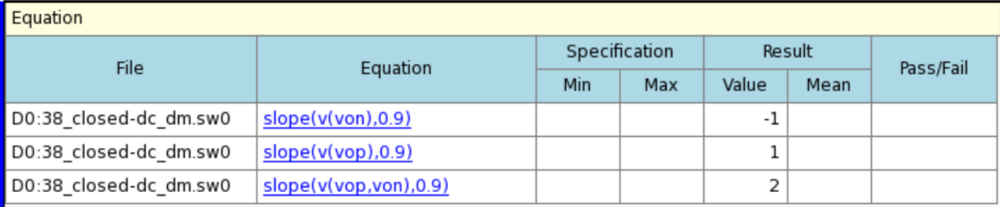 Equation
File Equation Specification Result Pass/Fail
Min Max Value Mean
D0:38_closed-dc_dm.sw0 slope(v(von),0.9) -1
D0:38_closed-dc_dm.sw0 slope(v(vop),0.9) 1
D0:38_closed-dc_dm.sw0 slope(v(vop,von),0.9) 2